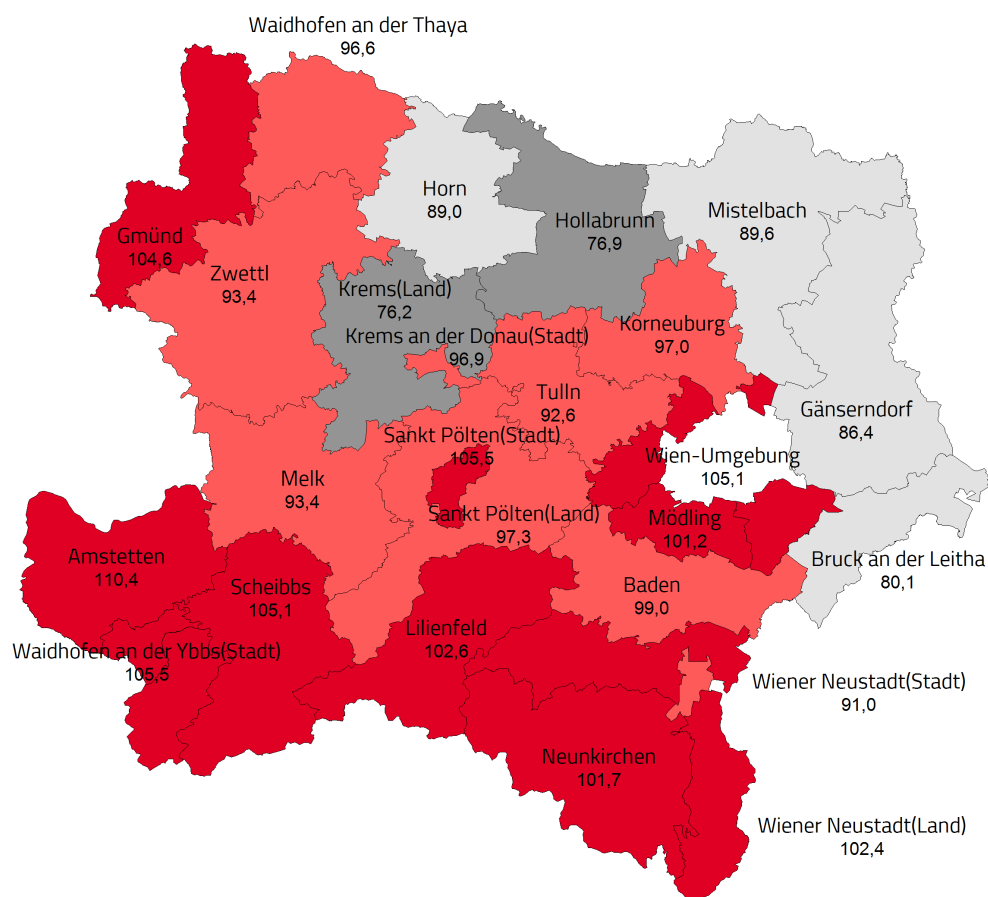 Waidhofen an der Thaya
96,6
Horn
89,0
Hollabrunn
76,9
Mistelbach
89,6
Gmünd
104,6
Zwettl
93,4
Krems(Land)
76,2
Krems an der Donau(Stadt)
96,9
Korneuburg
97,0
Tulln
92,6
Gänserndorf
86,4
Sankt Pölten(Stadt)
105,5
Wien-Umgebung
105,1
Melk
93,4
Sankt Pölten(Land)
97,3
Mödling
101,2
Amstetten
110,4
Scheibbs
105,1
Baden
99,0
Bruck an der Leitha
80,1
Lilienfeld
102,6
Waidhofen an der Ybbs(Stadt)
105,5
Wiener Neustadt(Stadt)
91,0
Neunkirchen
101,7
Wiener Neustadt(Land)
102,4